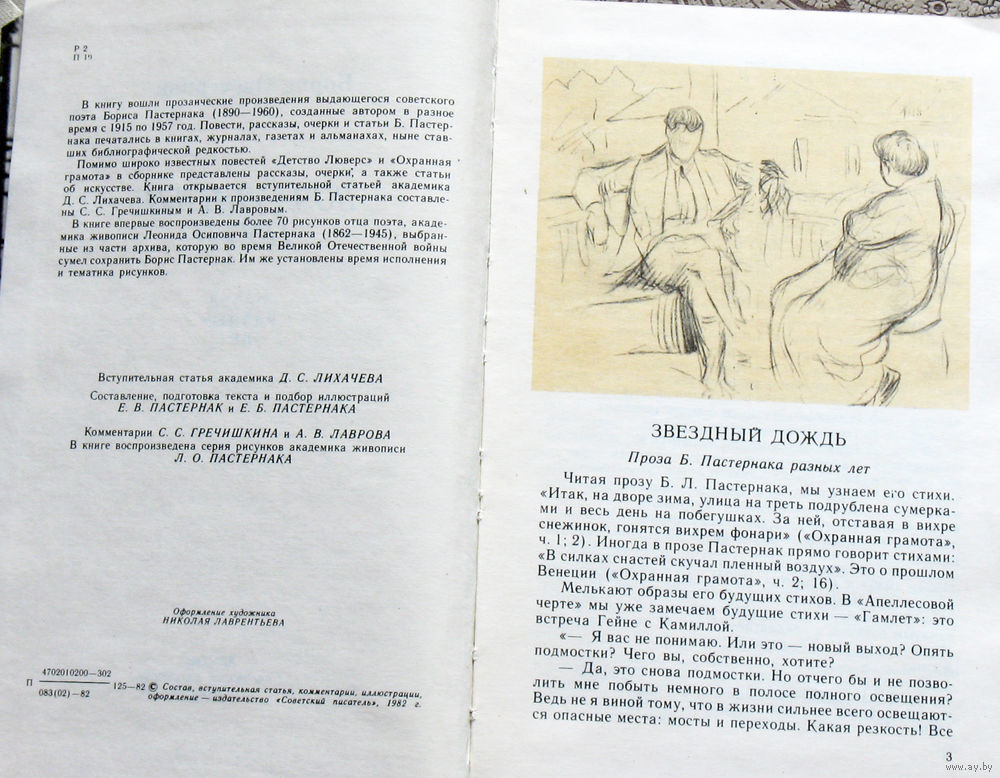 Р 2
П 19
В книгу вошли прозаические произведения выдающегося советского
поэта Бориса Пастернака (1890—1960), созданные автором в разное
время с 1915 по 1957 год. Повести, рассказы, очерки и статьи Б. Пастер-
нака печатались в книгах, журналах, газетах и альманахах, ныне став-
ших библиографической редкостью.
Помимо широко известных повестей «Детство Люверс» и «Охранная
грамота» в сборнике представлены рассказы, очерки, а также статьи
об искусстве. Книга открывается вступительной статьей академика
Д. С. Лихачева. Комментарии к произведениям Б. Пастернака составле-
ны С. С. Гречишкиным и А. В. Лавровым.
В книге впервые воспроизведены более 70 рисунков отца поэта, акаде-
мика живописи Леонида Осиповича Пастернака (1862—1945), выбран-
ные из части архива, которую во время Великой Отечественной войны
сумел сохранить Борис Пастернак. Им же установлены время исполнения
и тематика рисунков.
Вступительная статья академика Д. С. ЛИХАЧЕВА
Составление, подготовка текста и подбор иллюстраций
Е. В. ПАСТЕРНАК и Е. Б. ПАСТЕРНАКА
Комментарии С. С. ГРЕЧИШКИНА и А. В. ЛАВРОВА
В книге воспроизведена серия рисунков академика живописи
Л. О. ПАСТЕРНАКА
Оформление художника
НИКОЛАЯ ЛАВРЕНТЬЕВА
П 4702010200—302
083(02)—82
125—82 © Состав, вступительная статья, комментарии, иллюстрации,
оформление — издательство «Советский писатель», 1982 г.
ЗВЕЗДНЫЙ ДОЖДЬ
Проза Б. Пастернака разных лет
Читая прозу Б. Л. Пастернака, мы узнаем его стихи.
«Итак, на дворе зима, улица на треть подрублена сумерка-
ми и весь день на побегушках. За ней, отставая в вихре
снежинок, гонятся вихрем фонари» («Охранная грамота»,
ч. 1; 2). Иногда в прозе Пастернак прямо говорит стихами:
«В силках снастей скучал пленный воздух». Это о прошлом
Венеции («Охранная грамота», ч. 2; 16).
Мелькают образы его будущих стихов. В «Апеллесовой
черте» мы уже замечаем будущие стихи — «Гамлет»: это
встреча Гейне с Камиллой.
«— Я вас не понимаю. Или это — новый выход? Опять
подмостки? Чего вы, собственно, хотите?
— Да, это снова подмостки. Но отчего бы и не позво-
лить мне побыть немного в полосе полного освещения?
Ведь не я виной тому, что в жизни сильнее всего освещают-
ся опасные места: мосты и переходы. Какая резкость! Все
3
www.ay.by